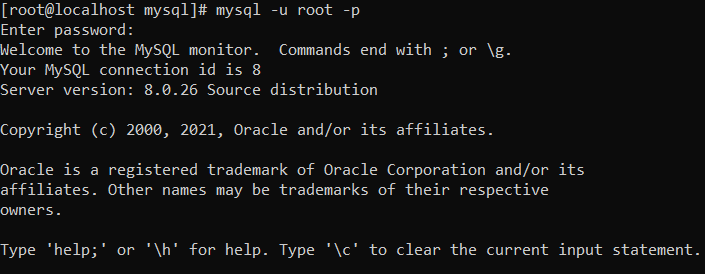 [root@localhost mysql]# mysql -u root -p
Enter password:
Welcome to the MySQL monitor.  Commands end with ; or \g.
Your MySQL connection id is 8
Server version: 8.0.26 Source distribution

Copyright (c) 2000, 2021, Oracle and/or its affiliates.

Oracle is a registered trademark of Oracle Corporation and/or its
affiliates. Other names may be trademarks of their respective
owners.

Type 'help;' or '\h' for help. Type '\c' to clear the current input statement.